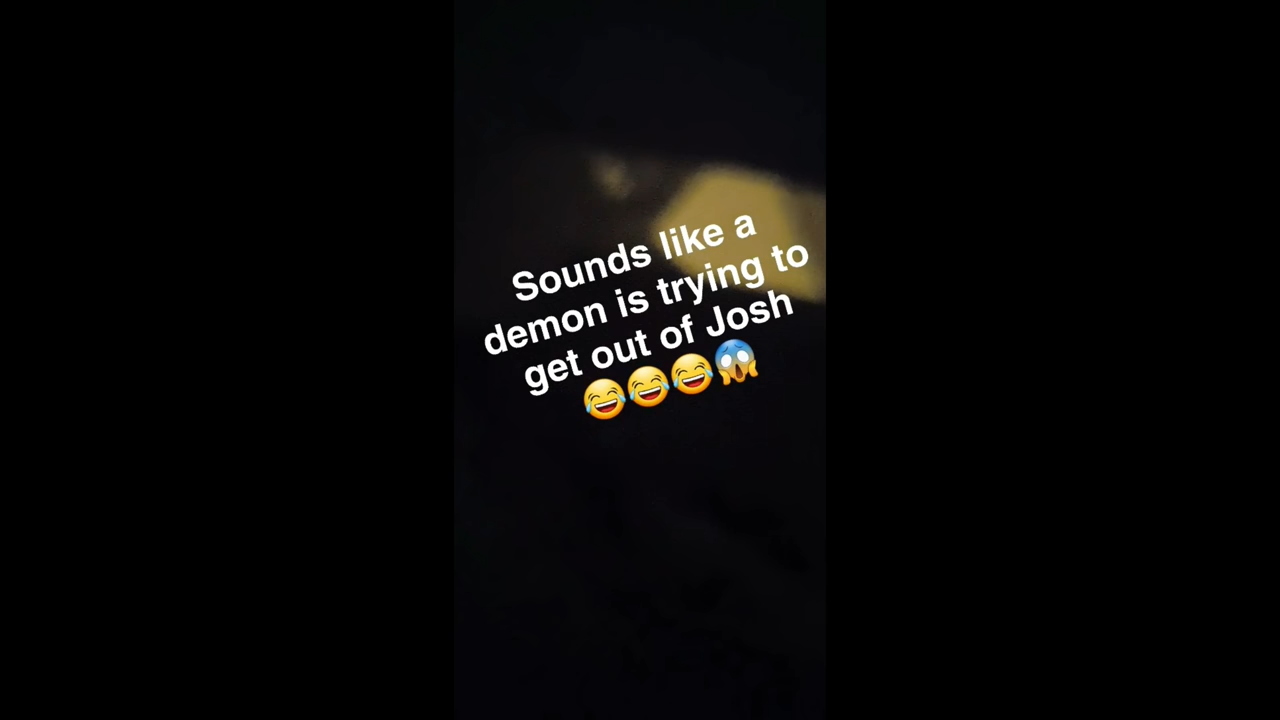 Sounds like a
demon is trying to
get out of Josh
😂😂😂😱